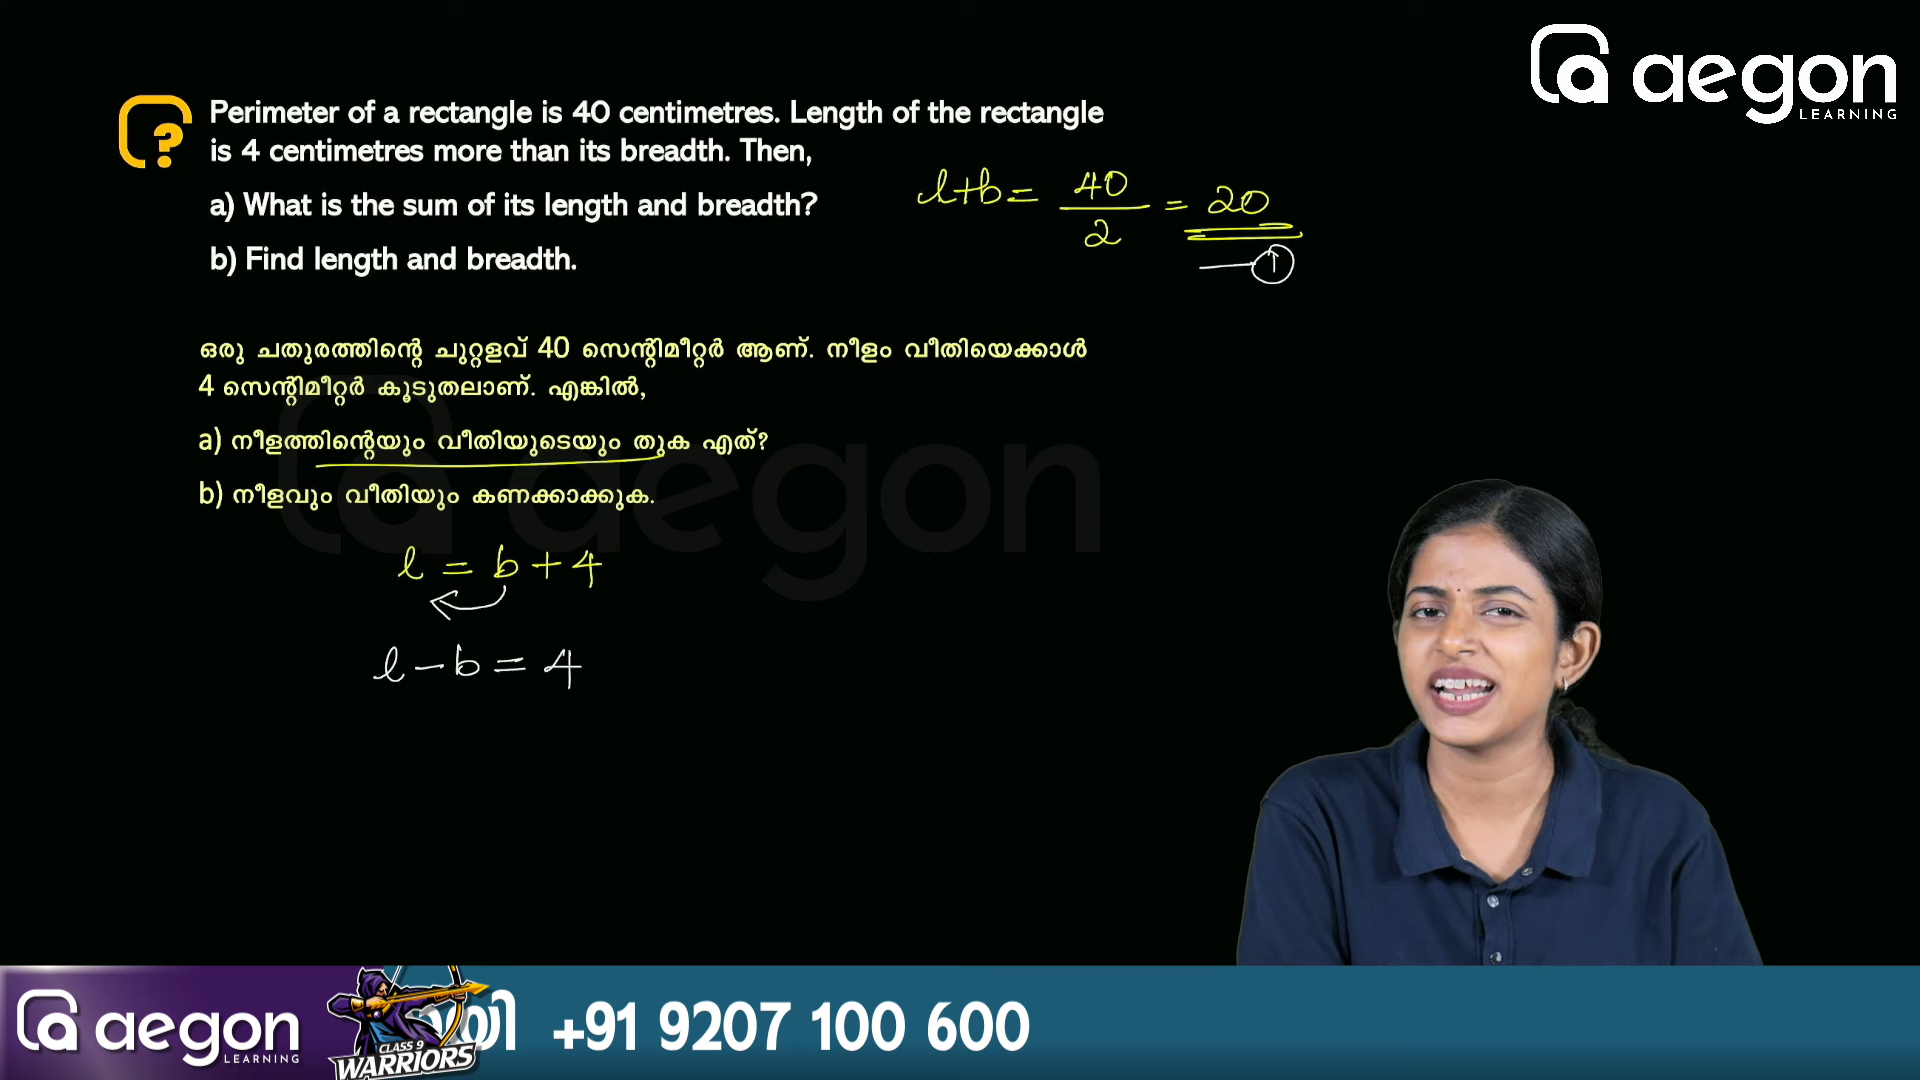 aegon
LEARNING
?
Perimeter of a rectangle is 40 centimetres. Length of the rectangle
is 4 centimetres more than its breadth. Then,
a) What is the sum of its length and breadth?
b) Find length and breadth.
l+b = 40/2 = 20
1
ഒരു ചതുരത്തിന്റെ ചുറ്റളവ് 40 സെന്റിമീറ്റർ ആണ്. നീളം വീതിയെക്കാൾ
4 സെന്റിമീറ്റർ കൂടുതലാണ്. എങ്കിൽ,
a) നീളത്തിന്റെയും വീതിയുടെയും തുക എത്?
b) നീളവും വീതിയും കണക്കാക്കുക.
aegon
l = b + 4
l - b = 4
aegon
LEARNING
CLASS 9
WARRIORS
+91 9207 100 600